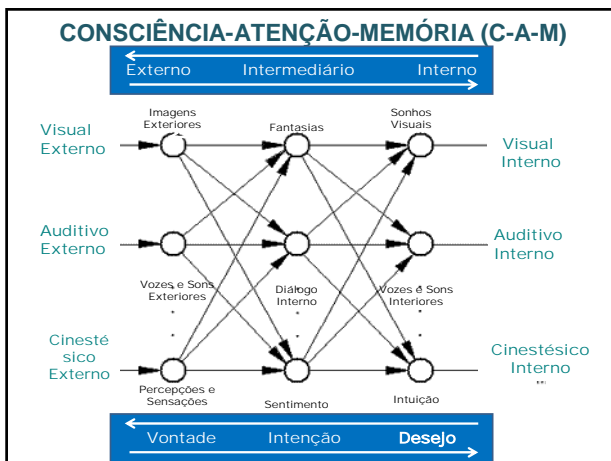 CONSCIÊNCIA-ATENÇÃO-MEMÓRIA (C-A-M)
Externo Intermediário Interno
Imagens
Exteriores
Fantasias
Sonhos
Visuais
Visual
Externo
Visual
Interno
Auditivo
Externo
Auditivo
Interno
Vozes e Sons
Exteriores
Diálogo
Interno
Vozes e Sons
Interiores
Cinesté
sico
Externo
Cinestésico
Interno
Percepções e
Sensações
Sentimento
Intuição
Vontade Intenção Desejo